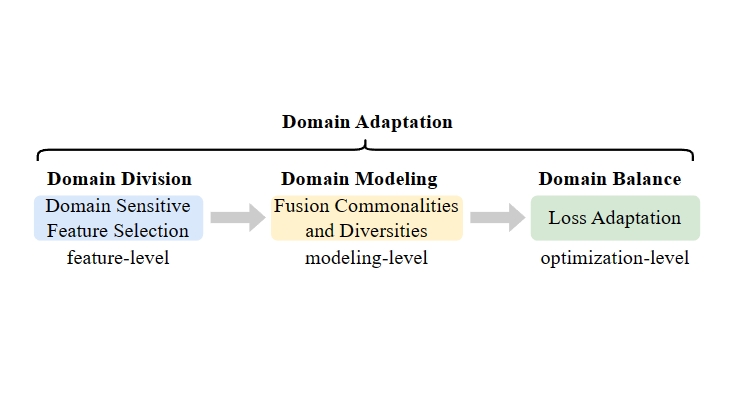 Domain Adaptation
Domain Division
Domain Sensitive
Feature Selection
feature-level
Domain Modeling
Fusion Commonalities
and Diversities
modeling-level
Domain Balance
Loss Adaptation
optimization-level